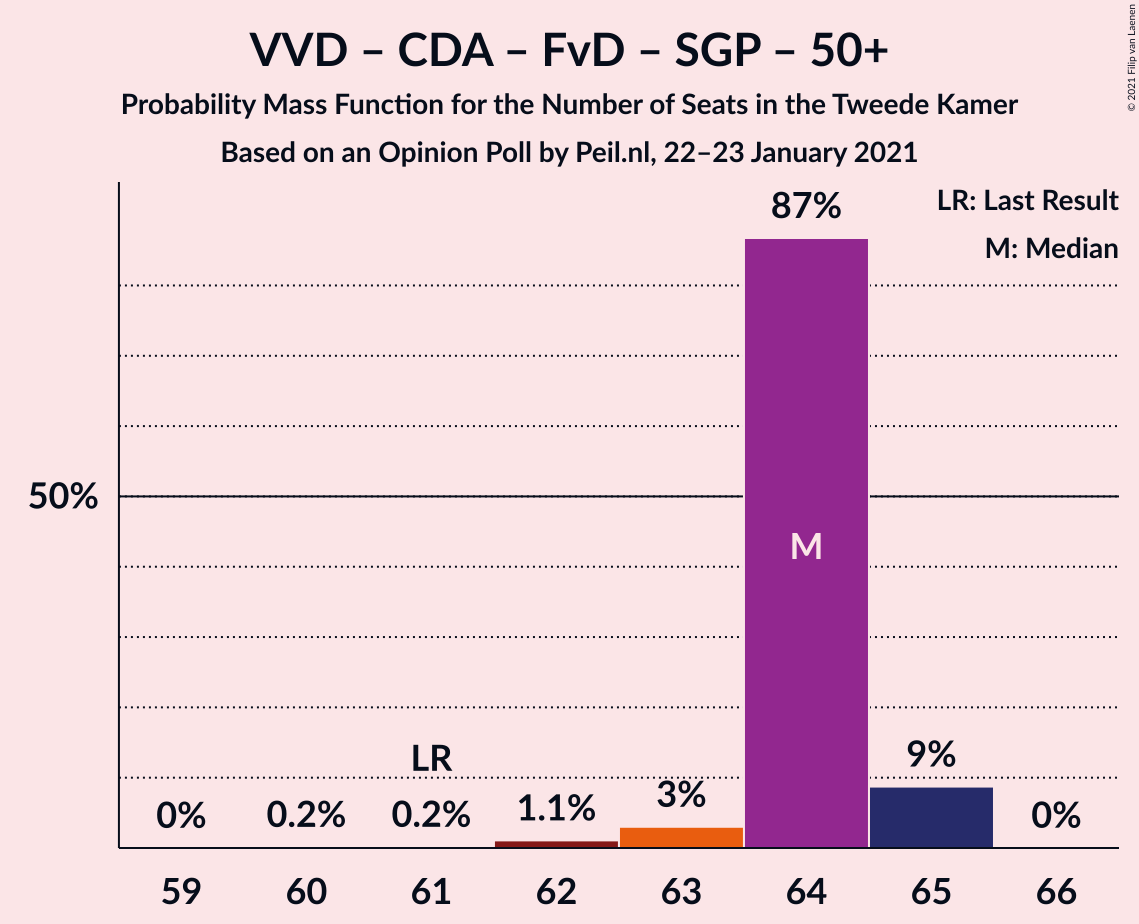 VVD – CDA – FvD – SGP – 50+
Probability Mass Function for the Number of Seats in the Tweede Kamer
Based on an Opinion Poll by Peil.nl, 22–23 January 2021
© 2021 Filip van Laenen
LR: Last Result
M: Median
87%
50%
M
LR
9%
0%
0.2%
0.2%
1.1%
3%
0%
59
60
61
62
63
64
65
66